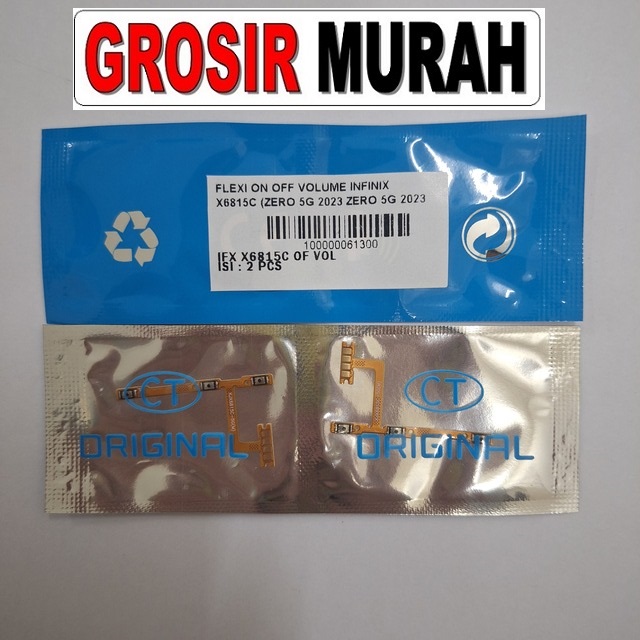 GROSIR MURAH
FLEXI ON OFF VOLUME INFINIX
X6815C (ZERO 5G 2023 ZERO 5G 2023
100000061300
IFX X6815C OF VOL
ISI : 2 PCS
CT
ORIGINAL
CT
ORIGINAL